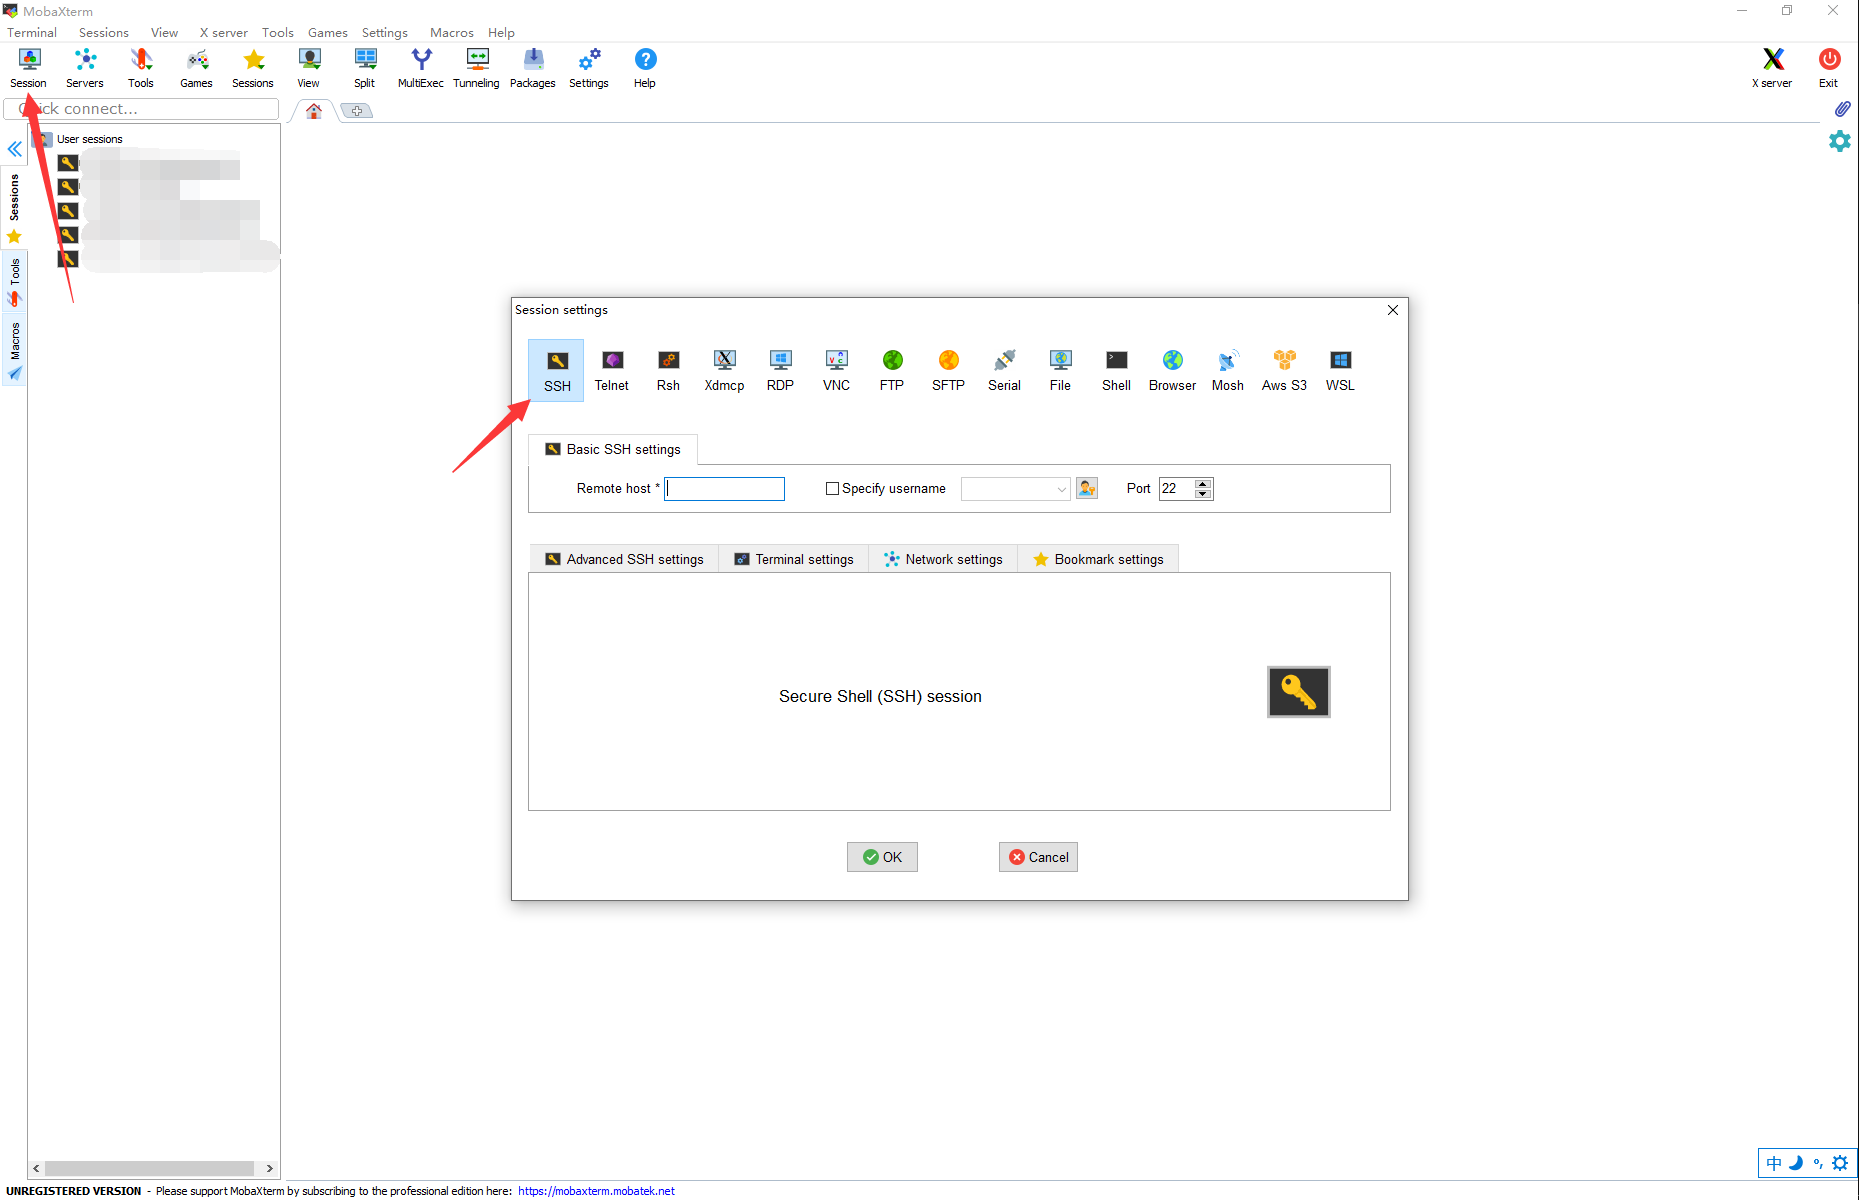 MobaXterm
Terminal Sessions View X server Tools Games Settings Macros Help
Session Servers Tools Games Sessions View Split MultiExec Tunneling Packages Settings Help X server Exit
connect...
User sessions
Sessions
Tools
Macros
Session settings
SSH Telnet Rsh Xdmcp RDP VNC FTP SFTP Serial File Shell Browser Mosh Aws S3 WSL
Basic SSH settings
Remote host * Specify username Port 22
Advanced SSH settings Terminal settings Network settings Bookmark settings
Secure Shell (SSH) session
OK Cancel
中
UNREGISTERED VERSION - Please support MobaXterm by subscribing to the professional edition here: https://mobaxterm.mobatek.net